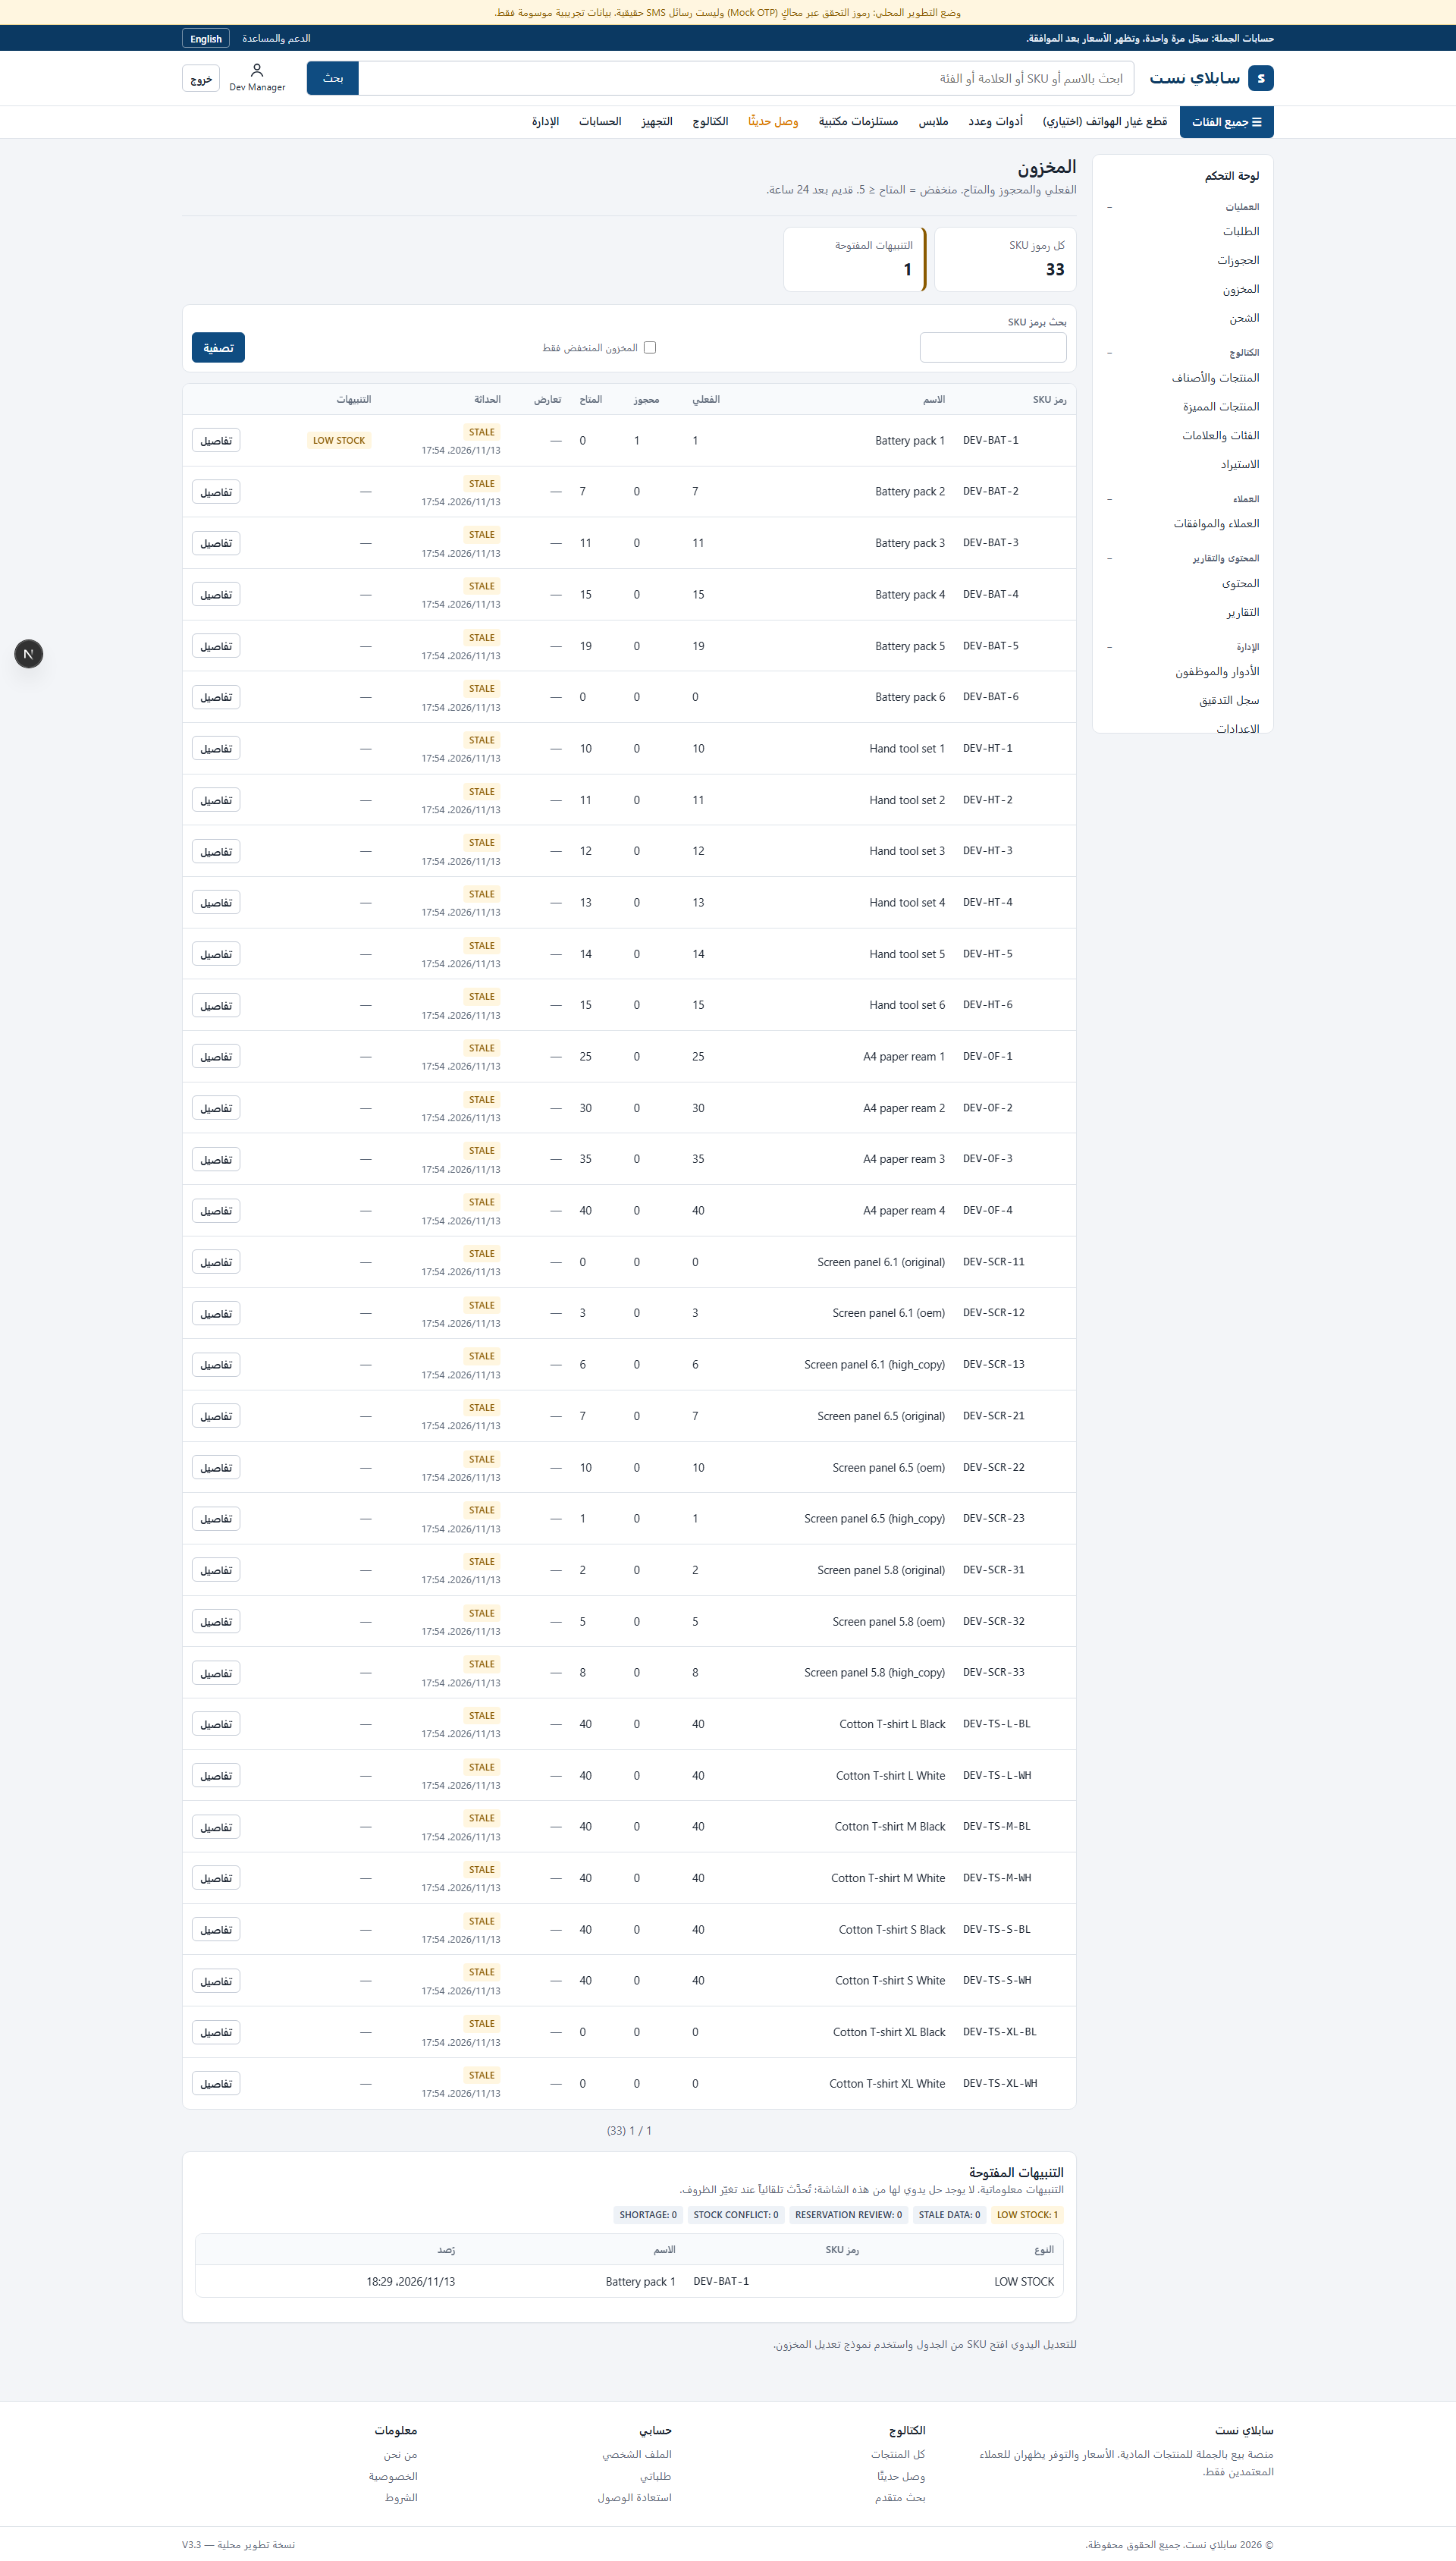 وضع التطوير المحلي: رموز التحقق عبر محاكٍ (Mock OTP) وليست رسائل SMS حقيقية. بيانات تجريبية موسومة فقط.
حسابات الجملة: سجّل مرة واحدة، وتظهر الأسعار بعد الموافقة.
الدعم والمساعدة
English
S سابلاي نست
ابحث بالاسم أو SKU أو العلامة أو الفئة
بحث
Dev Manager
خروج
☰ جميع الفئات
قطع غيار الهواتف (اختياري)
أدوات وعدد
ملابس
مستلزمات مكتبية
وصل حديثًا
الكتالوج
التجهيز
الحسابات
الإدارة
لوحة التحكم
العمليات –
الطلبات
الحجوزات
المخزون
الشحن
الكتالوج –
المنتجات والأصناف
المنتجات المميزة
الفئات والعلامات
الاستيراد
العملاء –
العملاء والموافقات
المحتوى والتقارير –
المحتوى
التقارير
الإدارة –
الأدوار والموظفون
سجل التدقيق
الإعدادات
المخزون
الفعلي والمحجوز والمتاح. منخفض = المتاح ≤ 5. قديم بعد 24 ساعة.
كل رموز SKU
33
التنبيهات المفتوحة
1
بحث برمز SKU
المخزون المنخفض فقط
تصفية
رمز SKU الاسم الفعلي محجوز المتاح تعارض الحداثة التنبيهات
DEV-BAT-1 Battery pack 1 1 1 0 — STALE 2026/11/13، 17:54 LOW STOCK تفاصيل
DEV-BAT-2 Battery pack 2 7 0 7 — STALE 2026/11/13، 17:54 — تفاصيل
DEV-BAT-3 Battery pack 3 11 0 11 — STALE 2026/11/13، 17:54 — تفاصيل
DEV-BAT-4 Battery pack 4 15 0 15 — STALE 2026/11/13، 17:54 — تفاصيل
DEV-BAT-5 Battery pack 5 19 0 19 — STALE 2026/11/13، 17:54 — تفاصيل
DEV-BAT-6 Battery pack 6 0 0 0 — STALE 2026/11/13، 17:54 — تفاصيل
DEV-HT-1 Hand tool set 1 10 0 10 — STALE 2026/11/13، 17:54 — تفاصيل
DEV-HT-2 Hand tool set 2 11 0 11 — STALE 2026/11/13، 17:54 — تفاصيل
DEV-HT-3 Hand tool set 3 12 0 12 — STALE 2026/11/13، 17:54 — تفاصيل
DEV-HT-4 Hand tool set 4 13 0 13 — STALE 2026/11/13، 17:54 — تفاصيل
DEV-HT-5 Hand tool set 5 14 0 14 — STALE 2026/11/13، 17:54 — تفاصيل
DEV-HT-6 Hand tool set 6 15 0 15 — STALE 2026/11/13، 17:54 — تفاصيل
DEV-OF-1 A4 paper ream 1 25 0 25 — STALE 2026/11/13، 17:54 — تفاصيل
DEV-OF-2 A4 paper ream 2 30 0 30 — STALE 2026/11/13، 17:54 — تفاصيل
DEV-OF-3 A4 paper ream 3 35 0 35 — STALE 2026/11/13، 17:54 — تفاصيل
DEV-OF-4 A4 paper ream 4 40 0 40 — STALE 2026/11/13، 17:54 — تفاصيل
DEV-SCR-11 Screen panel 6.1 (original) 0 0 0 — STALE 2026/11/13، 17:54 — تفاصيل
DEV-SCR-12 Screen panel 6.1 (oem) 3 0 3 — STALE 2026/11/13، 17:54 — تفاصيل
DEV-SCR-13 Screen panel 6.1 (high_copy) 6 0 6 — STALE 2026/11/13، 17:54 — تفاصيل
DEV-SCR-21 Screen panel 6.5 (original) 7 0 7 — STALE 2026/11/13، 17:54 — تفاصيل
DEV-SCR-22 Screen panel 6.5 (oem) 10 0 10 — STALE 2026/11/13، 17:54 — تفاصيل
DEV-SCR-23 Screen panel 6.5 (high_copy) 1 0 1 — STALE 2026/11/13، 17:54 — تفاصيل
DEV-SCR-31 Screen panel 5.8 (original) 2 0 2 — STALE 2026/11/13، 17:54 — تفاصيل
DEV-SCR-32 Screen panel 5.8 (oem) 5 0 5 — STALE 2026/11/13، 17:54 — تفاصيل
DEV-SCR-33 Screen panel 5.8 (high_copy) 8 0 8 — STALE 2026/11/13، 17:54 — تفاصيل
DEV-TS-L-BL Cotton T-shirt L Black 40 0 40 — STALE 2026/11/13، 17:54 — تفاصيل
DEV-TS-L-WH Cotton T-shirt L White 40 0 40 — STALE 2026/11/13، 17:54 — تفاصيل
DEV-TS-M-BL Cotton T-shirt M Black 40 0 40 — STALE 2026/11/13، 17:54 — تفاصيل
DEV-TS-M-WH Cotton T-shirt M White 40 0 40 — STALE 2026/11/13، 17:54 — تفاصيل
DEV-TS-S-BL Cotton T-shirt S Black 40 0 40 — STALE 2026/11/13، 17:54 — تفاصيل
DEV-TS-S-WH Cotton T-shirt S White 40 0 40 — STALE 2026/11/13، 17:54 — تفاصيل
DEV-TS-XL-BL Cotton T-shirt XL Black 0 0 0 — STALE 2026/11/13، 17:54 — تفاصيل
DEV-TS-XL-WH Cotton T-shirt XL White 0 0 0 — STALE 2026/11/13، 17:54 — تفاصيل
1 / 1 (33)
التنبيهات المفتوحة
التنبيهات معلوماتية. لا يوجد حل يدوي لها من هذه الشاشة؛ تُحدَّث تلقائياً عند تغيّر الظروف.
LOW STOCK: 1 STALE DATA: 0 RESERVATION REVIEW: 0 STOCK CONFLICT: 0 SHORTAGE: 0
النوع رمز SKU الاسم رُصد
LOW STOCK DEV-BAT-1 Battery pack 1 2026/11/13، 18:29
للتعديل اليدوي افتح SKU من الجدول واستخدم نموذج تعديل المخزون.
سابلاي نست
منصة بيع بالجملة للمنتجات المادية. الأسعار والتوفر يظهران للعملاء
المعتمدين فقط.
الكتالوج
كل المنتجات
وصل حديثًا
بحث متقدم
حسابي
الملف الشخصي
طلباتي
استعادة الوصول
معلومات
من نحن
الخصوصية
الشروط
© 2026 سابلاي نست. جميع الحقوق محفوظة.
نسخة تطوير محلية — V3.3